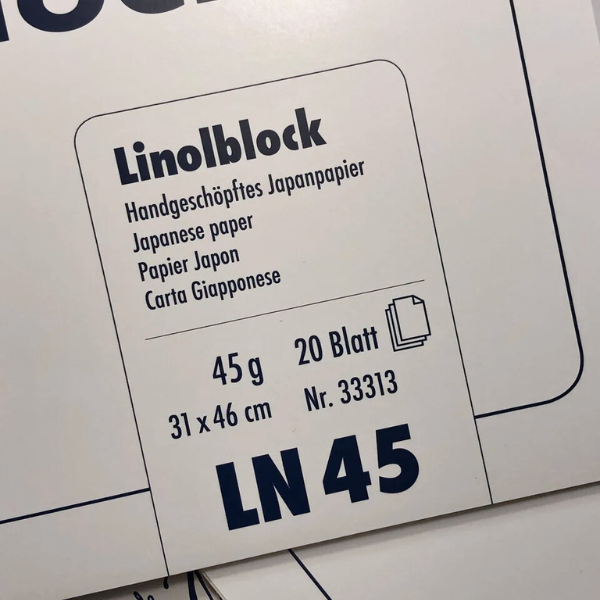 Linolblock
Handgeschöpftes Japanpapier
Japanese paper
Papier Japon
Carta Giapponese
45 g 20 Blatt
31 x 46 cm Nr. 33313
LN 45